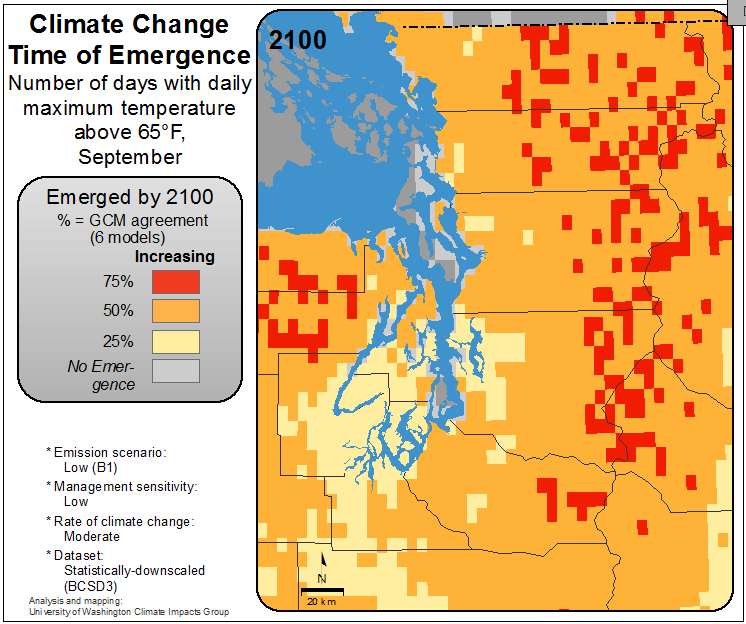 Climate Change
Time of Emergence
Number of days with daily
maximum temperature
above 65°F,
September
Emerged by 2100
% = GCM agreement
(6 models)
Increasing
75%
50%
25%
No Emer-
gence
* Emission scenario:
Low (B1)
* Management sensitivity:
Low
* Rate of climate change:
Moderate
* Dataset:
Statistically-downscaled
(BCSD3)
Analysis and mapping:
University of Washington Climate Impacts Group
2100
N
20 km